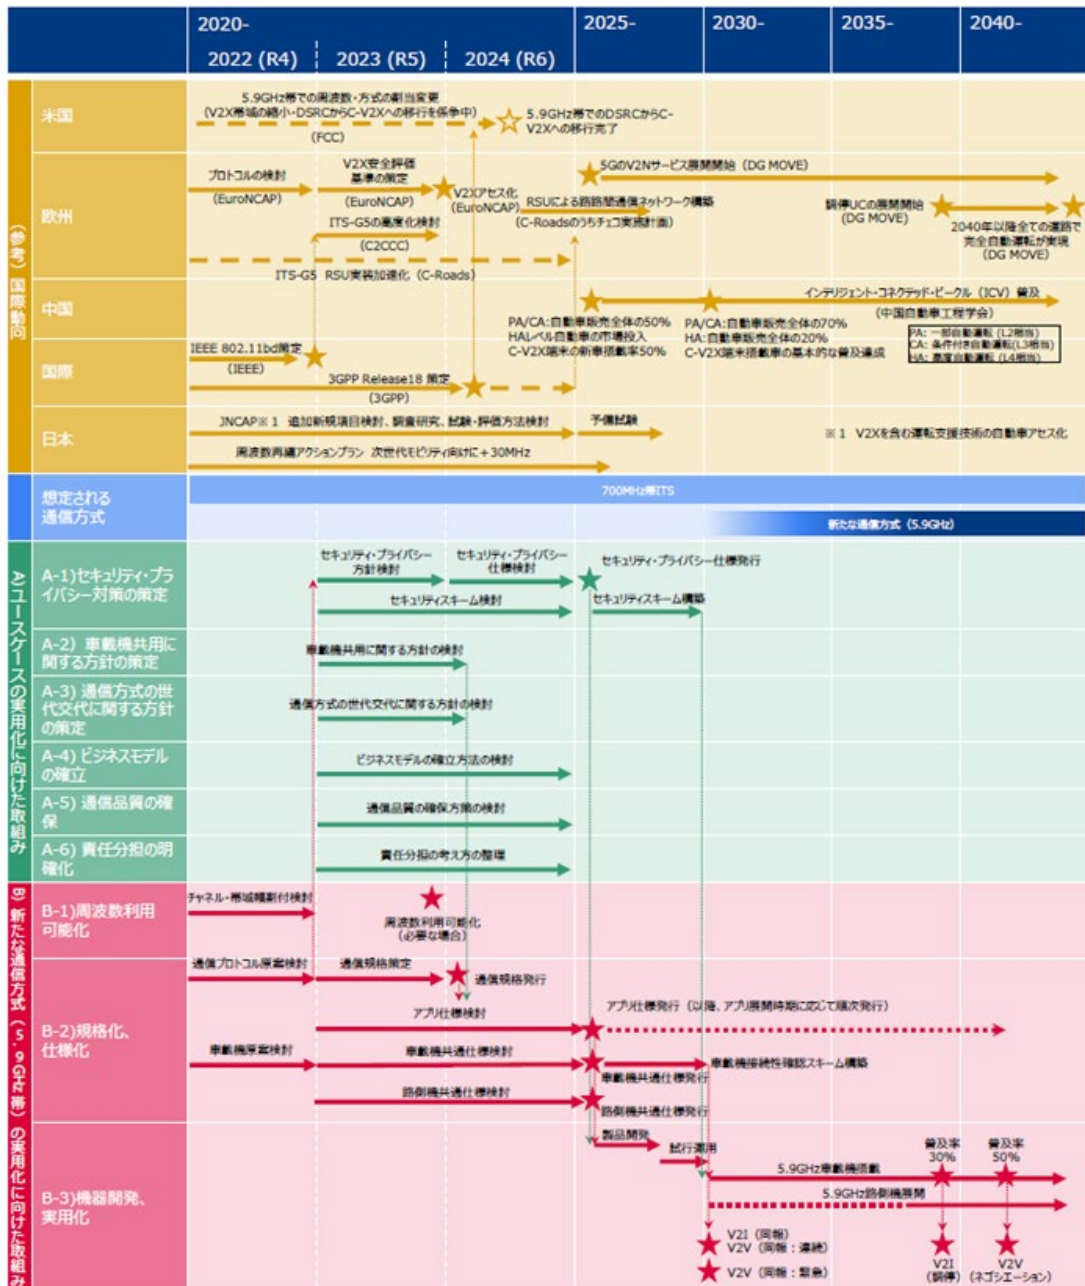 2020-
2025-
2030-
2035-
2040-
2022 (R4)
2023 (R5)
2024 (R6)
(参考) 国際動向
米国
5.9GHz帯での周波数・方式の割当変更
(V2X帯域の縮小・DSRCからC-V2Xへの移行を係争中)
(FCC)
5.9GHz帯でのDSRCからC-
V2Xへの移行完了
欧州
プロトコルの検討
(EuroNCAP)
V2X安全評価
基準の策定
(EuroNCAP)
V2Xアセス化
(EuroNCAP)
ITS-G5の高度化検討
(C2CCC)
ITS-G5 RSU実装加速化 (C-Roads)
5GのV2Nサービス展開開始 (DG MOVE)
RSUによる路路間通信ネットワーク構築
(C-Roadsのうちチェコ実施計画)
調停UCの展開開始
(DG MOVE)
2040年以降全ての道路で
完全自動運転が実現
(DG MOVE)
中国
インテリジェント・コネクテッド・ビークル (ICV) 普及
(中国自動車工程学会)
PA/CA:自動車販売全体の50%
HAレベル自動車の市場投入
C-V2X端末の新車搭載率50%
PA/CA:自動車販売全体の70%
HA:自動車販売全体の20%
C-V2X端末搭載車の基本的な普及達成
PA: 一部自動運転 (L2相当)
CA: 条件付き自動運転(L3相当)
HA: 高度自動運転 (L4相当)
国際
IEEE 802.11bd策定
(IEEE)
3GPP Release18 策定
(3GPP)
日本
JNCAP※1 追加新規項目検討、調査研究、試験・評価方法検討
予備試験
※1 V2Xを含む運転支援技術の自動車アセス化
周波数再編アクションプラン 次世代モビリティ向けに+30MHz
想定される
通信方式
700MHz帯ITS
新たな通信方式 (5.9GHz)
A)ユースケースの実用化に向けた取組み
A-1)セキュリティ・プラ
イバシー対策の策定
セキュリティ・プライバシー
方針検討
セキュリティ・プライバシー
仕様検討
セキュリティ・プライバシー仕様発行
セキュリティスキーム検討
セキュリティスキーム構築
A-2) 車載機共用に
関する方針の策定
車載機共用に関する方針の検討
A-3) 通信方式の世
代交代に関する方針
の策定
通信方式の世代交代に関する方針の検討
A-4) ビジネスモデル
の確立
ビジネスモデルの確立方法の検討
A-5) 通信品質の確
保
通信品質の確保方策の検討
A-6) 責任分担の明
確化
責任分担の考え方の整理
B) 新たな通信方式(5.9GHz帯)の実用化に向けた取組み
B-1)周波数利用
可能化
チャネル・帯域幅割付検討
周波数利用可能化
(必要な場合)
B-2)規格化、
仕様化
通信プロトコル原案検討
通信規格策定
通信規格発行
アプリ仕様検討
アプリ仕様発行 (以降、アプリ展開時期に応じて順次発行)
車載機原案検討
車載機共通仕様検討
車載機共通仕様発行
車載機接続性確認スキーム構築
路側機共通仕様検討
路側機共通仕様発行
B-3)機器開発、
実用化
製品開発
試行運用
5.9GHz車載機搭載
普及率
30%
普及率
50%
5.9GHz路側機展開
V2I (同報)
V2V (同報:連続)
V2V (同報:緊急)
V2I
(調停)
V2V
(ネゴシエーション)